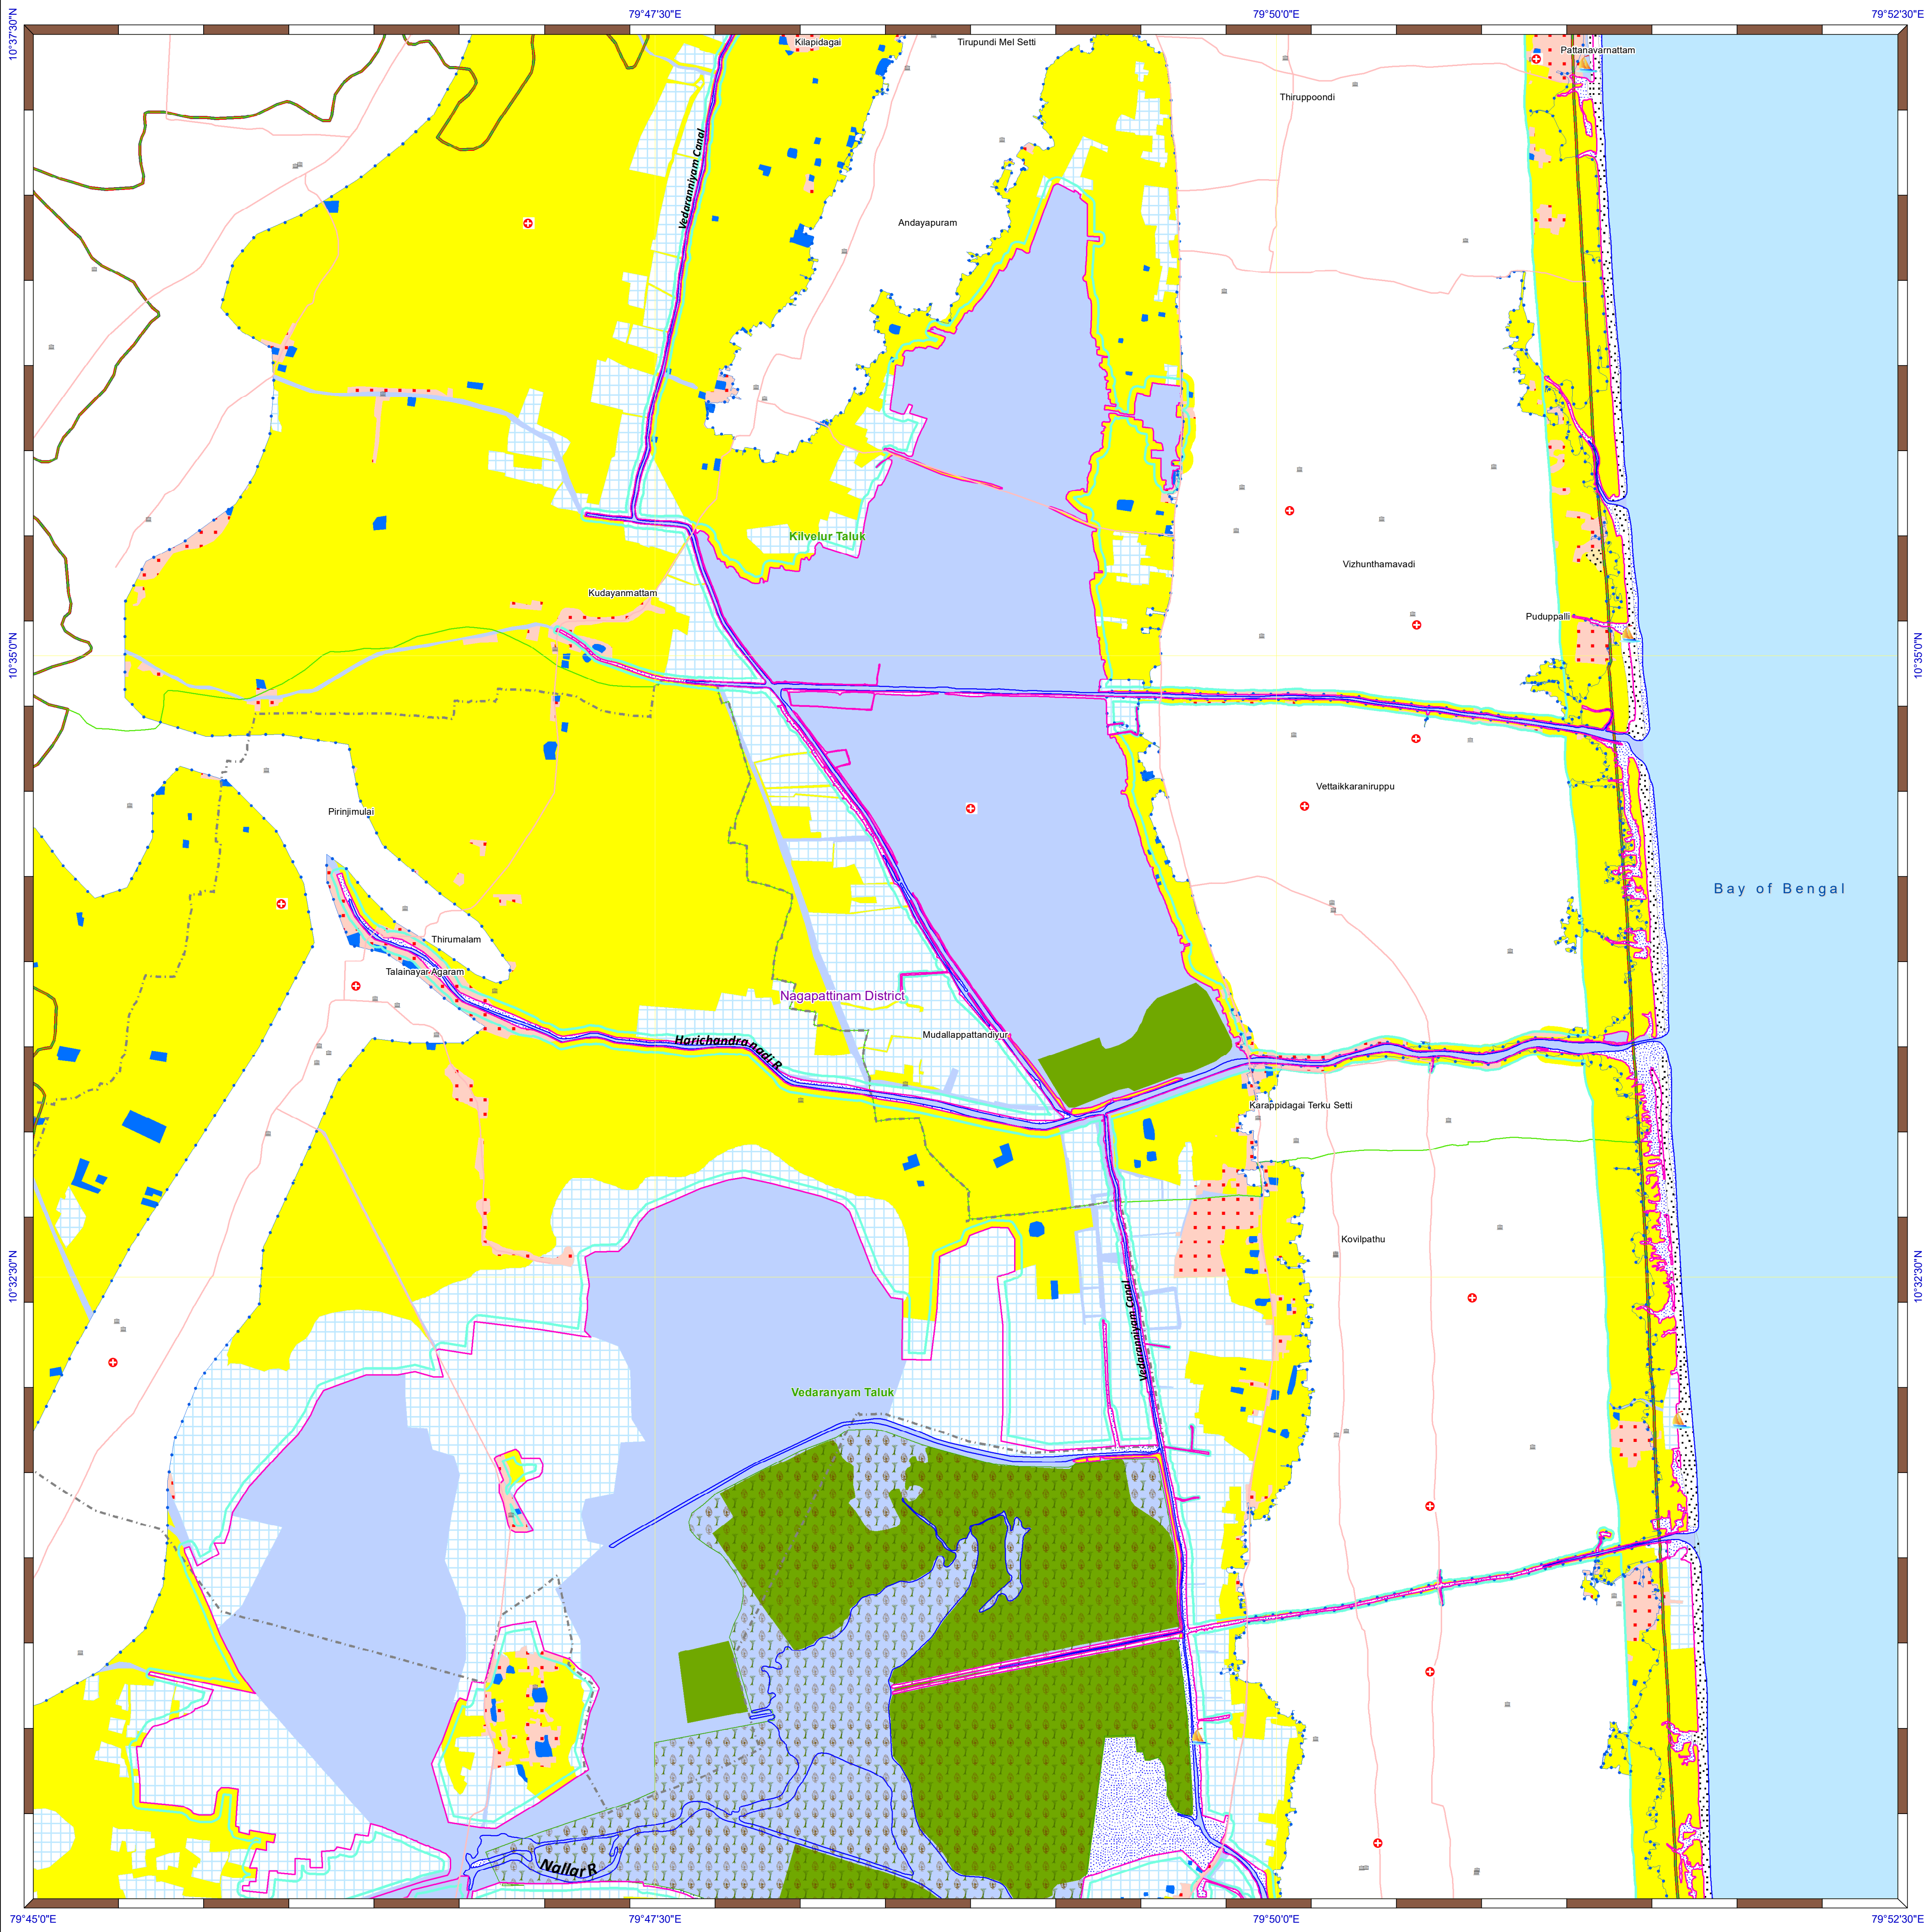 79°47'30"E
79°50'0"E
79°52'30"E
10°37'30"N
Kilapidagai
Tirupundi Mel Setti
Pattanavarnattam
Thiruppoondi
Vedaranniyam Canal
Andayapuram
Kilvelur Taluk
Vizhunthamavadi
Kudayanmattam
Puduppalli
10°35'0"N
10°35'0"N
Vettaikkaraniruppu
Pirinjimulai
Bay of Bengal
Thirumalam
Talainayar Agaram
Nagapattinam District
Mudallappattandiyur
Harichandra nadi R
Karappidagai Terku Setti
Kovilpathu
10°32'30"N
10°32'30"N
Vedaranniyam Canal
Vedaranyam Taluk
Nallar R
79°45'0"E
79°47'30"E
79°50'0"E
79°52'30"E